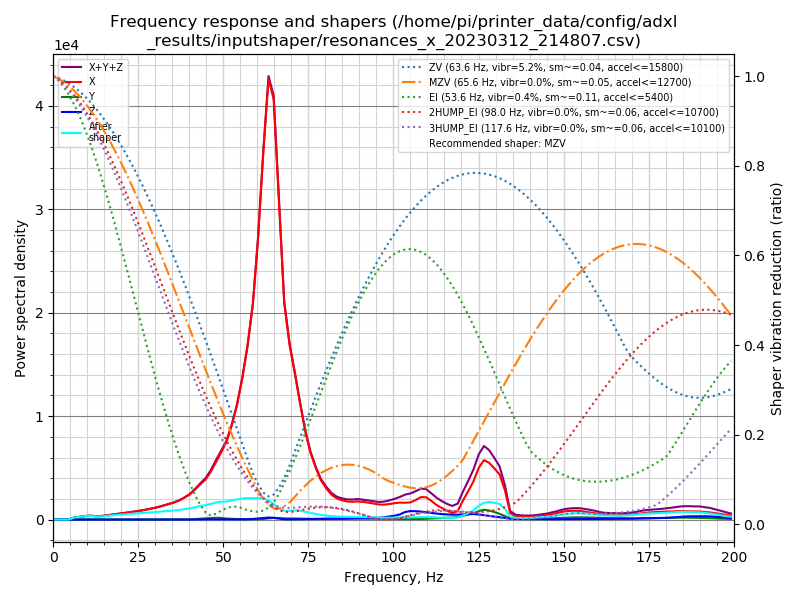 Frequency response and shapers (/home/pi/printer_data/config/adxl
_results/inputshaper/resonances_x_20230312_214807.csv)
1e4
X+Y+Z
X
Y
Z
After
shaper
ZV (63.6 Hz, vibr=5.2%, sm~=0.04, accel<=15800)
MZV (65.6 Hz, vibr=0.0%, sm~=0.05, accel<=12700)
EI (53.6 Hz, vibr=0.4%, sm~=0.11, accel<=5400)
2HUMP_EI (98.0 Hz, vibr=0.0%, sm~=0.06, accel<=10700)
3HUMP_EI (117.6 Hz, vibr=0.0%, sm~=0.06, accel<=10100)
Recommended shaper: MZV
4
3
2
1
0
Power spectral density
1.0
0.8
0.6
0.4
0.2
0.0
Shaper vibration reduction (ratio)
0 25 50 75 100 125 150 175 200
Frequency, Hz